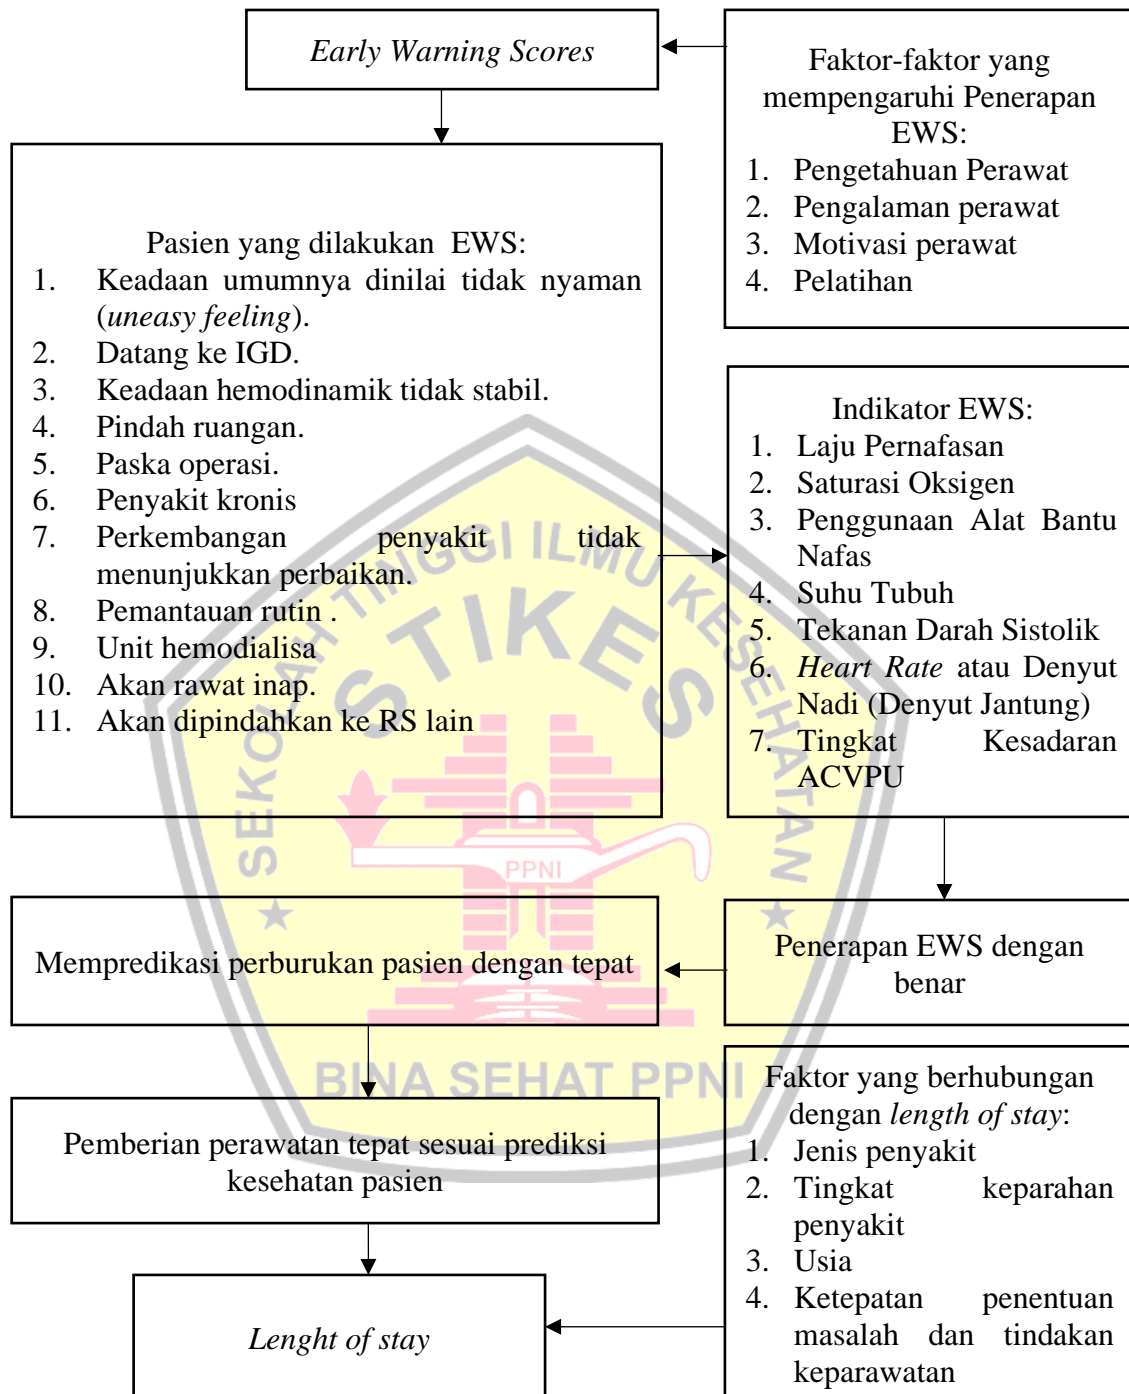 Early Warning Scores
Faktor-faktor yang
mempengaruhi Penerapan
EWS:
1. Pengetahuan Perawat
2. Pengalaman perawat
3. Motivasi perawat
4. Pelatihan
Pasien yang dilakukan EWS:
1. Keadaan umumnya dinilai tidak nyaman
(uneasy feeling).
2. Datang ke IGD.
3. Keadaan hemodinamik tidak stabil.
4. Pindah ruangan.
5. Paska operasi.
6. Penyakit kronis
7. Perkembangan penyakit tidak
menunjukkan perbaikan.
8. Pemantauan rutin .
9. Unit hemodialisa
10. Akan rawat inap.
11. Akan dipindahkan ke RS lain
Indikator EWS:
1. Laju Pernafasan
2. Saturasi Oksigen
3. Penggunaan Alat Bantu
Nafas
4. Suhu Tubuh
5. Tekanan Darah Sistolik
6. Heart Rate atau Denyut
Nadi (Denyut Jantung)
7. Tingkat Kesadaran
ACVPU
Mempredikasi perburukan pasien dengan tepat
Penerapan EWS dengan
benar
Pemberian perawatan tepat sesuai prediksi
kesehatan pasien
Faktor yang berhubungan
dengan length of stay:
1. Jenis penyakit
2. Tingkat keparahan
penyakit
3. Usia
4. Ketepatan penentuan
masalah dan tindakan
keparawatan
Lenght of stay
SEKOLAH TINGGI ILMU KESEHATAN
STIKES
PPNI
BINA SEHAT PPNI